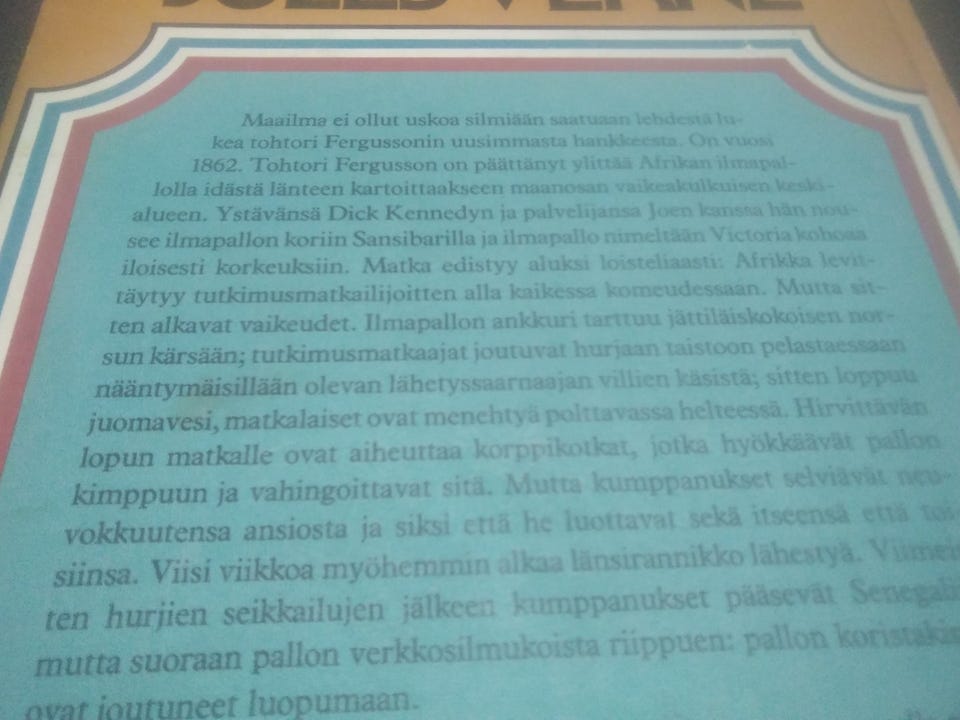 JULES VERNE
Maailma ei ollut uskoa silmiään saatuaan lehdestä lu-
kea tohtori Fergussonin uusimmasta hankkeesta. On vuosi
1862. Tohtori Fergusson on päättänyt ylittää Afrikan ilmapal-
lolla idästä länteen kartoittaakseen maanosan vaikeakulkuisen keski-
alueen. Ystävänsä Dick Kennedyn ja palvelijansa Joen kanssa hän nou-
see ilmapallon koriin Sansibarilla ja ilmapallo nimeltään Victoria kohoaa
iloisesti korkeuksiin. Matka edistyy aluksi loisteliaasti: Afrikka levit-
täytyy tutkimusmatkailijoitten alla kaikessa komeudessaan. Mutta sit-
ten alkavat vaikeudet. Ilmapallon ankkuri tarttuu jättiläiskokoisen nor-
sun kärsään; tutkimusmatkaajat joutuvat hurjaan taistoon pelastaessaan
nääntymäisillään olevan lähetyssaarnaajan villien käsistä; sitten loppuu
juomavesi, matkalaiset ovat menehtyä polttavassa helteessä. Hirvittävän
lopun matkalle ovat aiheuttaa korppikotkat, jotka hyökkäävät pallon
kimppuun ja vahingoittavat sitä. Mutta kumppanukset selviävät neu-
vokkuutensa ansiosta ja siksi että he luottavat sekä itseensä että toi-
siinsa. Viisi viikkoa myöhemmin alkaa länsirannikko lähestyä. Viimeis
ten hurjien seikkailujen jälkeen kumppanukset pääsevät
mutta suoraan pallon verkkosilmukoista riippuen: pallon
ovat joutuneet luopumaan.